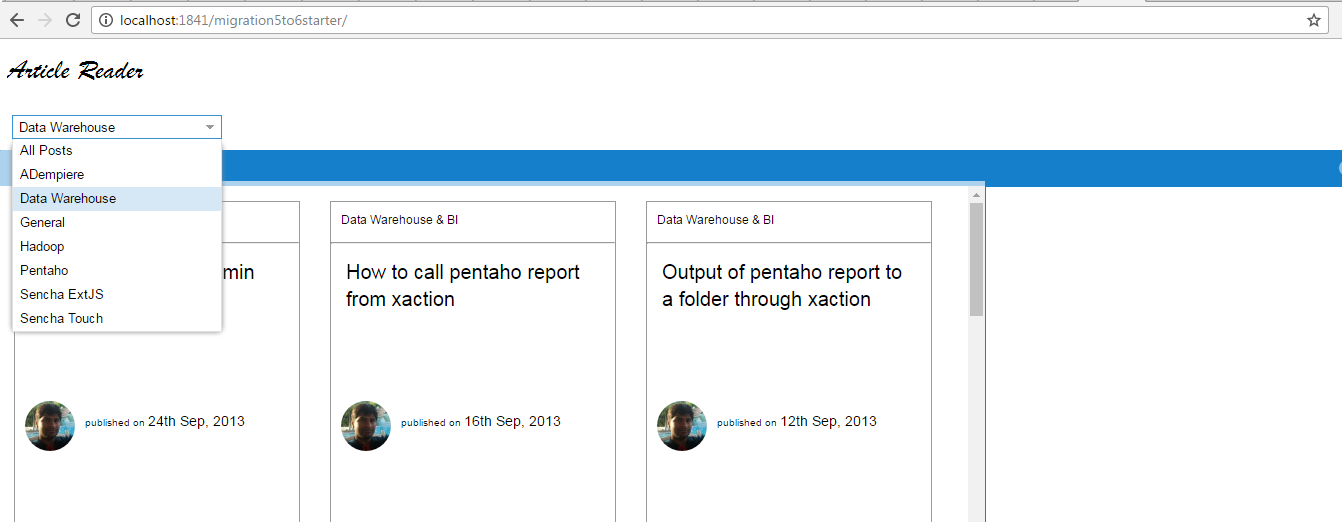 localhost:1841/migration5to6starter/
Article Reader
Data Warehouse
All Posts
ADempiere
Data Warehouse
General
Hadoop
Pentaho
Sencha ExtJS
Sencha Touch
published on 24th Sep, 2013
Data Warehouse & BI
How to call pentaho report
from xaction
published on 16th Sep, 2013
Data Warehouse & BI
Output of pentaho report to
a folder through xaction
published on 12th Sep, 2013